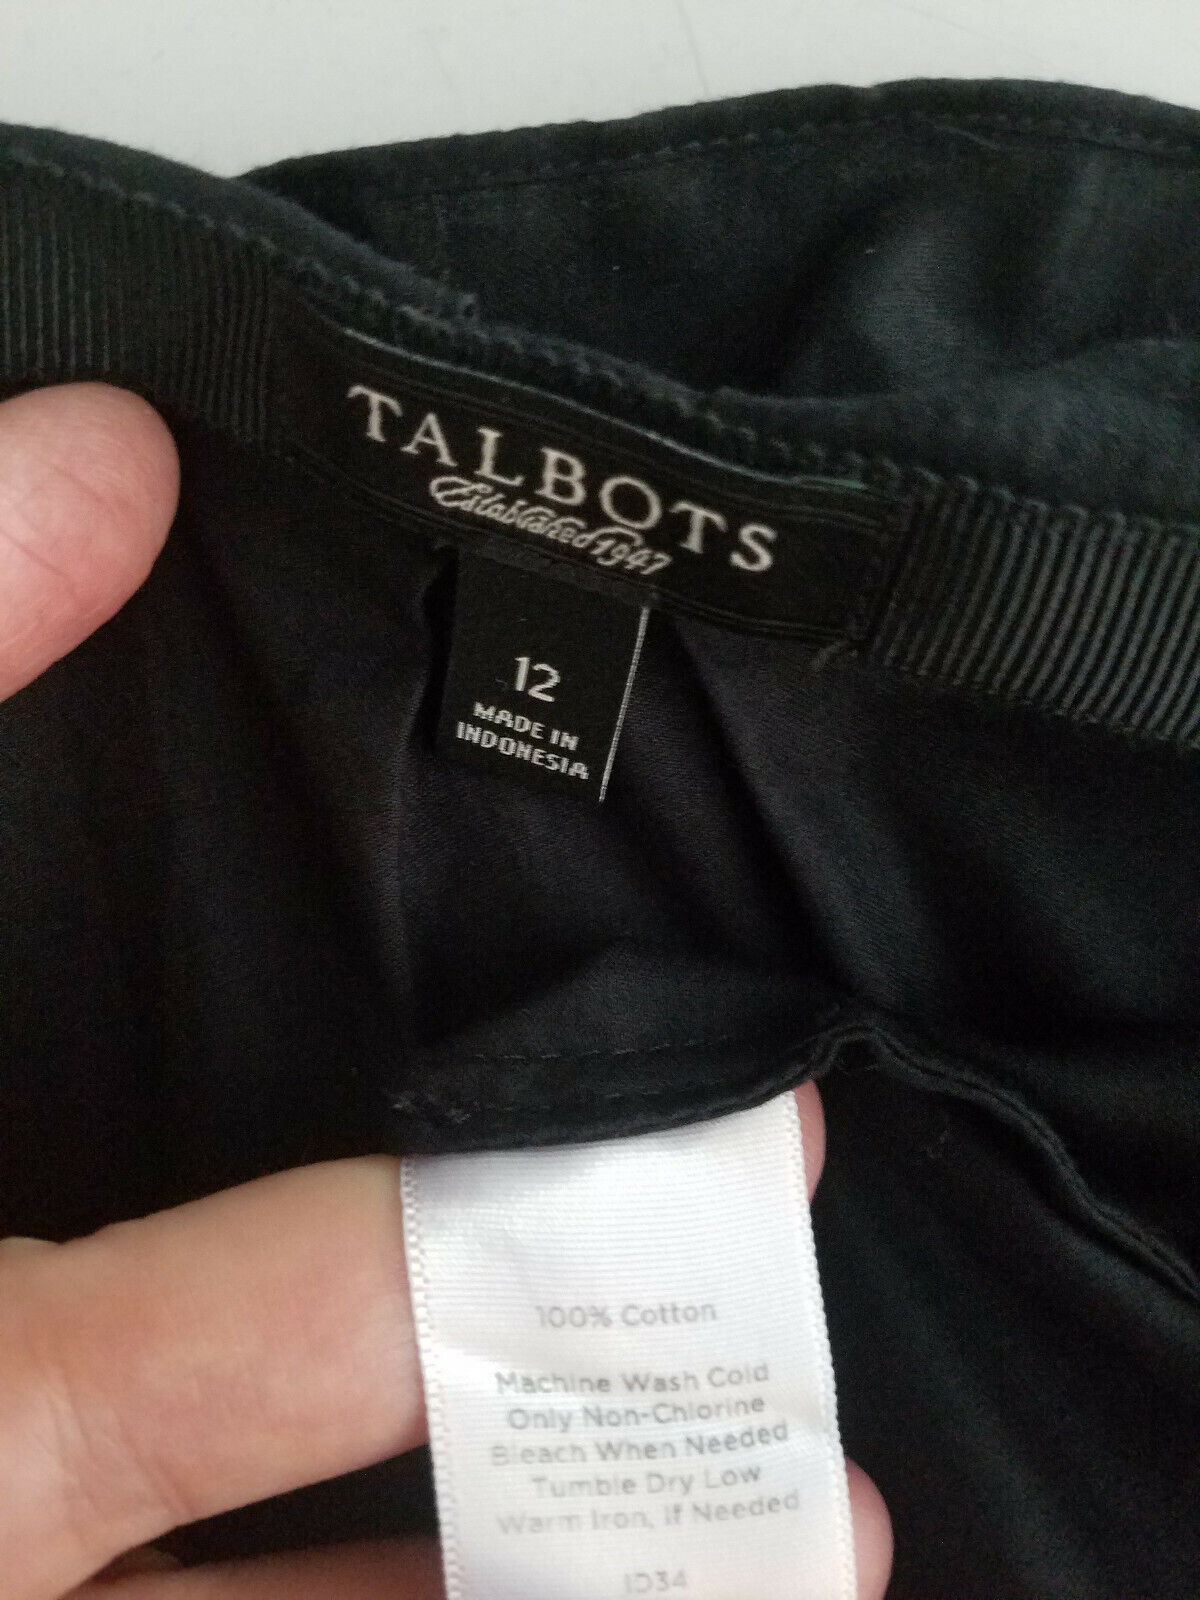 TALBOTS
Established 1947
12
MADE IN
INDONESIA
100% Cotton
Machine Wash Cold
Only Non-Chlorine
Bleach When Needed
Tumble Dry Low
Warm Iron, If Needed
ID34